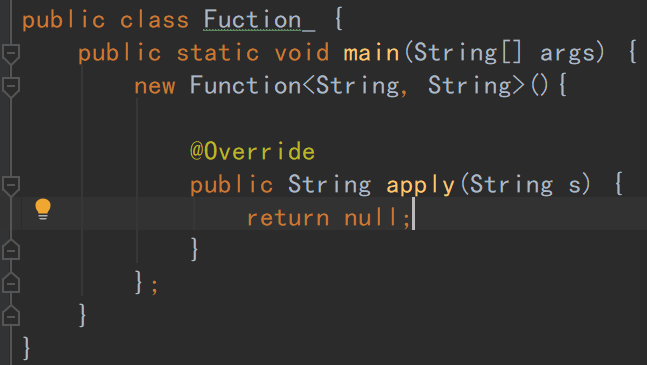 public class Fuction_ {
    public static void main(String[] args) {
        new Function<String, String>(){
            @Override
            public String apply(String s) {
                return null;
            }
        };
    }
}